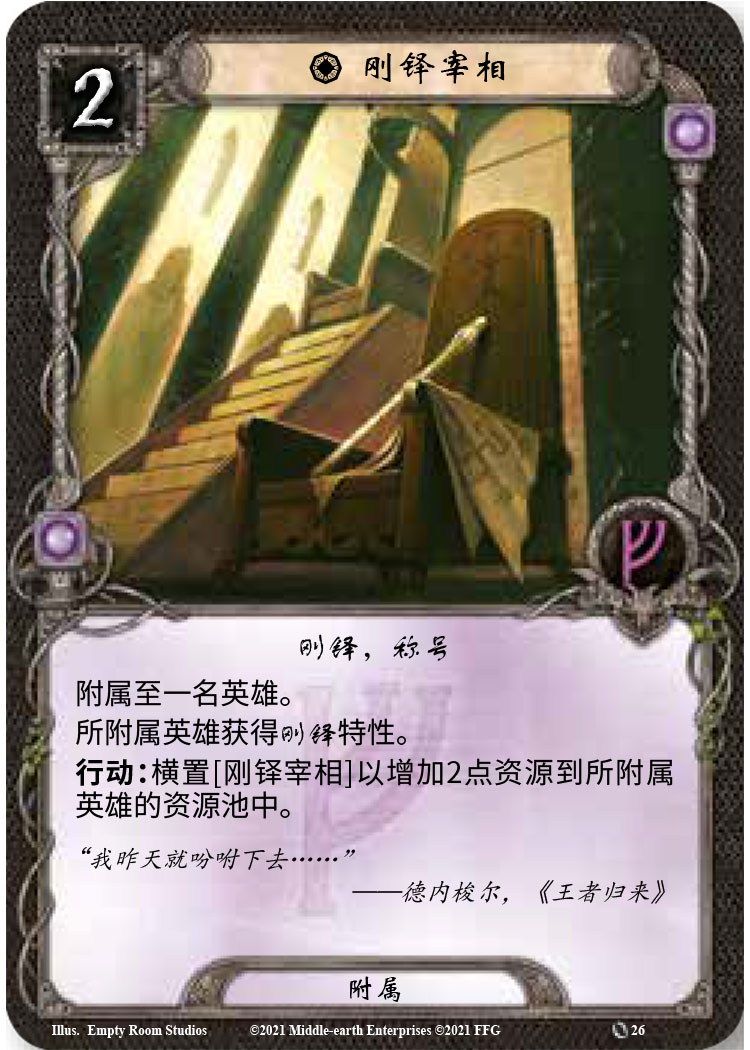 2
刚铎宰相
刚铎，称号
附属至一名英雄。
所附属英雄获得刚铎特性。
行动：横置[刚铎宰相]以增加2点资源到所附属
英雄的资源池中。
“我昨天就吩咐下去……”
——德内梭尔，《王者归来》
附属
Illus. Empty Room Studios ©2021 Middle-earth Enterprises ©2021 FFG 26